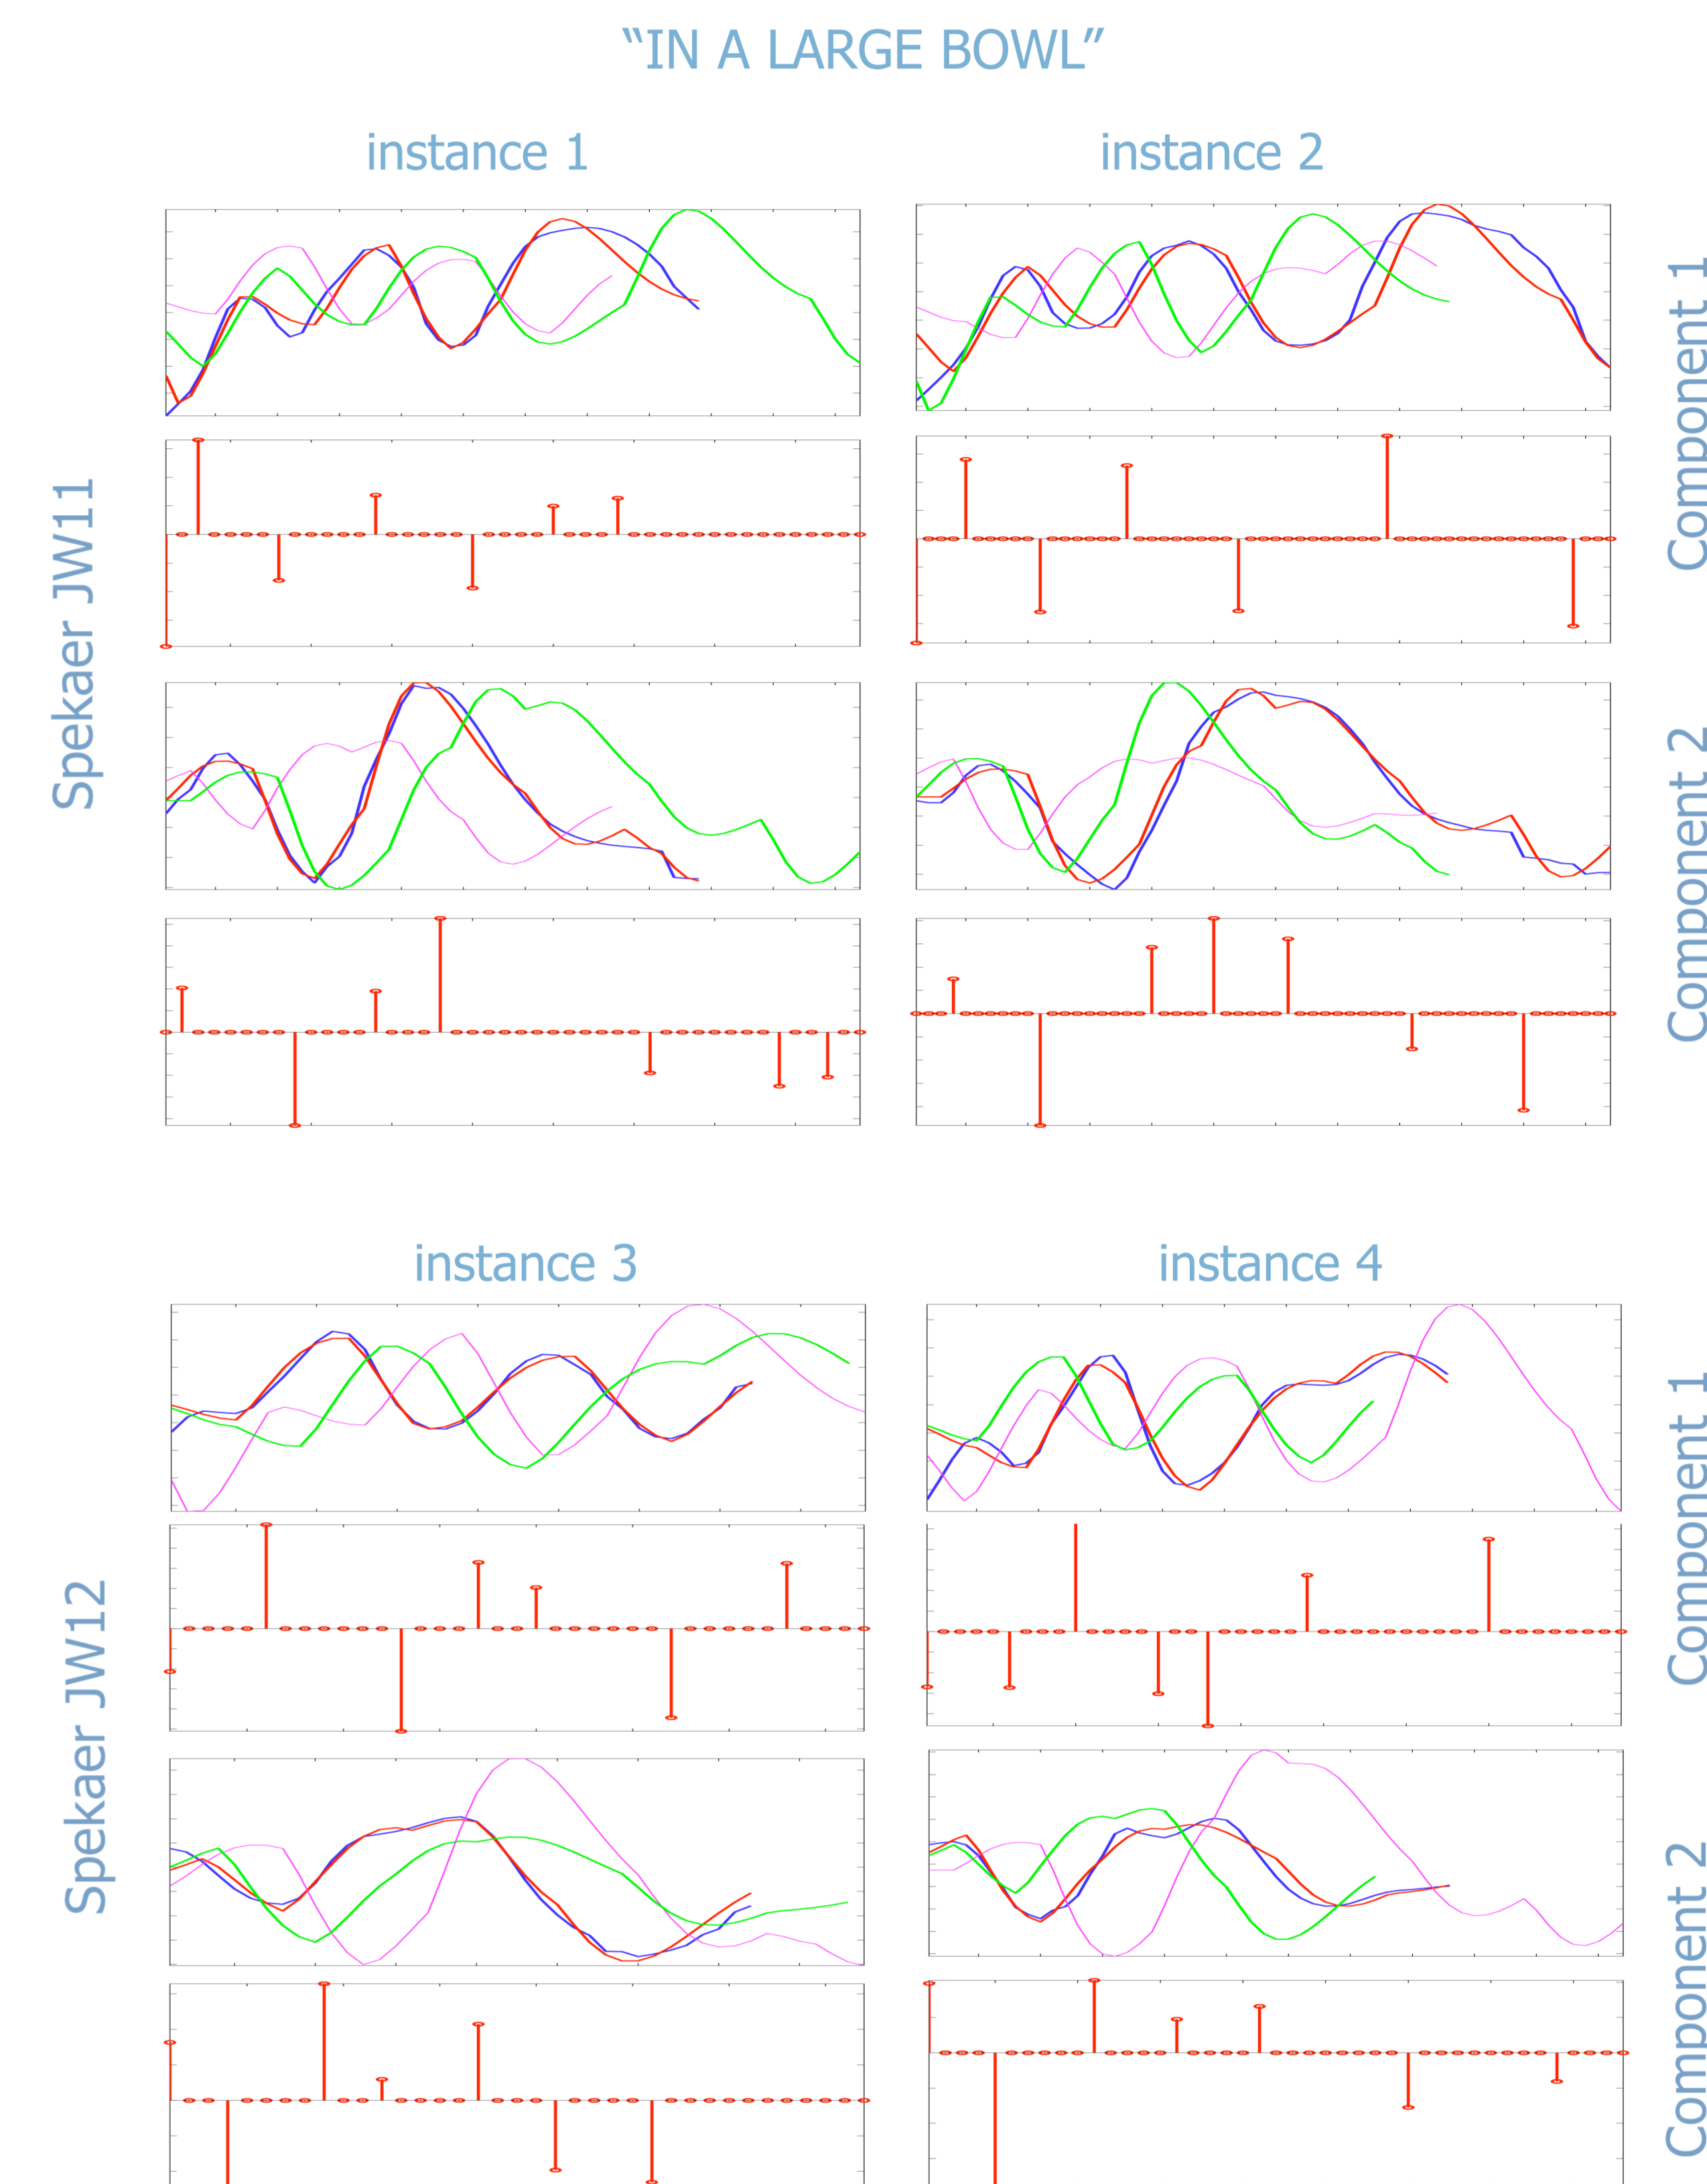 “IN A LARGE BOWL”
instance 1
instance 2
Spekaer JW11
Component 1
Component 2
instance 3
instance 4
Spekaer JW12
Component 1
Component 2